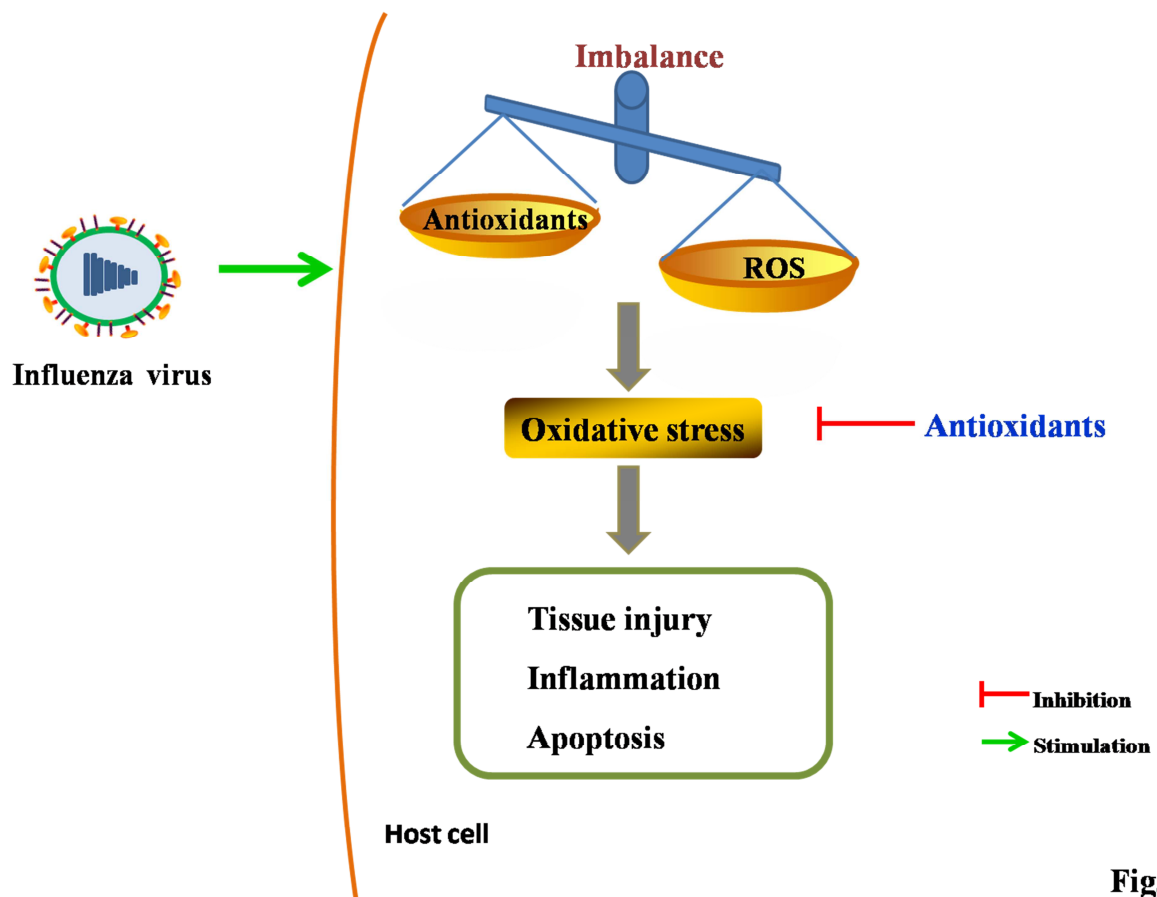 Imbalance
Antioxidants
ROS
Influenza virus
Oxidative stress
Antioxidants
Tissue injury
Inflammation
Apoptosis
Inhibition
Stimulation
Host cell
Fig